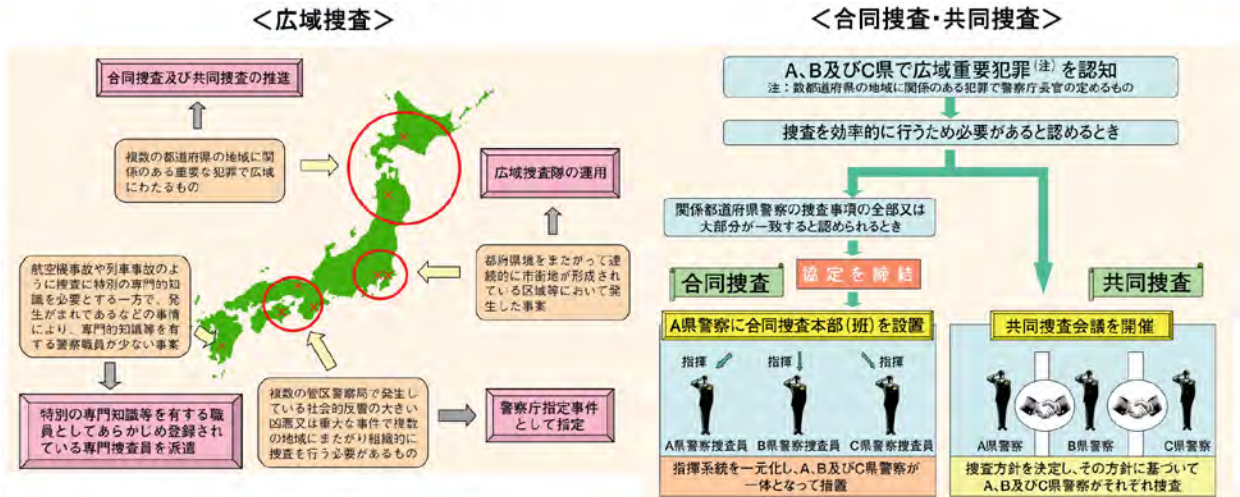 ＜広域捜査＞
合同捜査及び共同捜査の推進
複数の都道府県の地域に関
係のある重要な犯罪で広域
にわたるもの
広域捜査隊の運用
都府県境をまたがって連
続的に市街地が形成され
ている区域等において発
生した事案
航空機事故や列車事故のよ
うに捜査に特別の専門的知
識を必要とする一方で、発
生がまれであるなどの事情
により、専門的知識等を有
する警察職員が少ない事案
特別の専門知識等を有する職
員としてあらかじめ登録され
ている専門捜査員を派遣
複数の管区警察局で発生し
ている社会的反響の大きい
凶悪又は重大な事件で複数
の地域にまたがり組織的に
捜査を行う必要があるもの
警察庁指定事件
として指定
＜合同捜査・共同捜査＞
A、B及びC県で広域重要犯罪(注)を認知
注：数都道府県の地域に関係のある犯罪で警察庁長官の定めるもの
捜査を効率的に行うため必要があると認めるとき
関係都道府県警察の捜査事項の全部又は
大部分が一致すると認められるとき
協定を締結
合同捜査
A県警察に合同捜査本部(班)を設置
指揮 指揮 指揮
A県警察捜査員 B県警察捜査員 C県警察捜査員
指揮系統を一元化し、A、B及びC県警察が
一体となって措置
共同捜査
共同捜査会議を開催
A県警察 B県警察 C県警察
捜査方針を決定し、その方針に基づいて
A、B及びC県警察がそれぞれ捜査